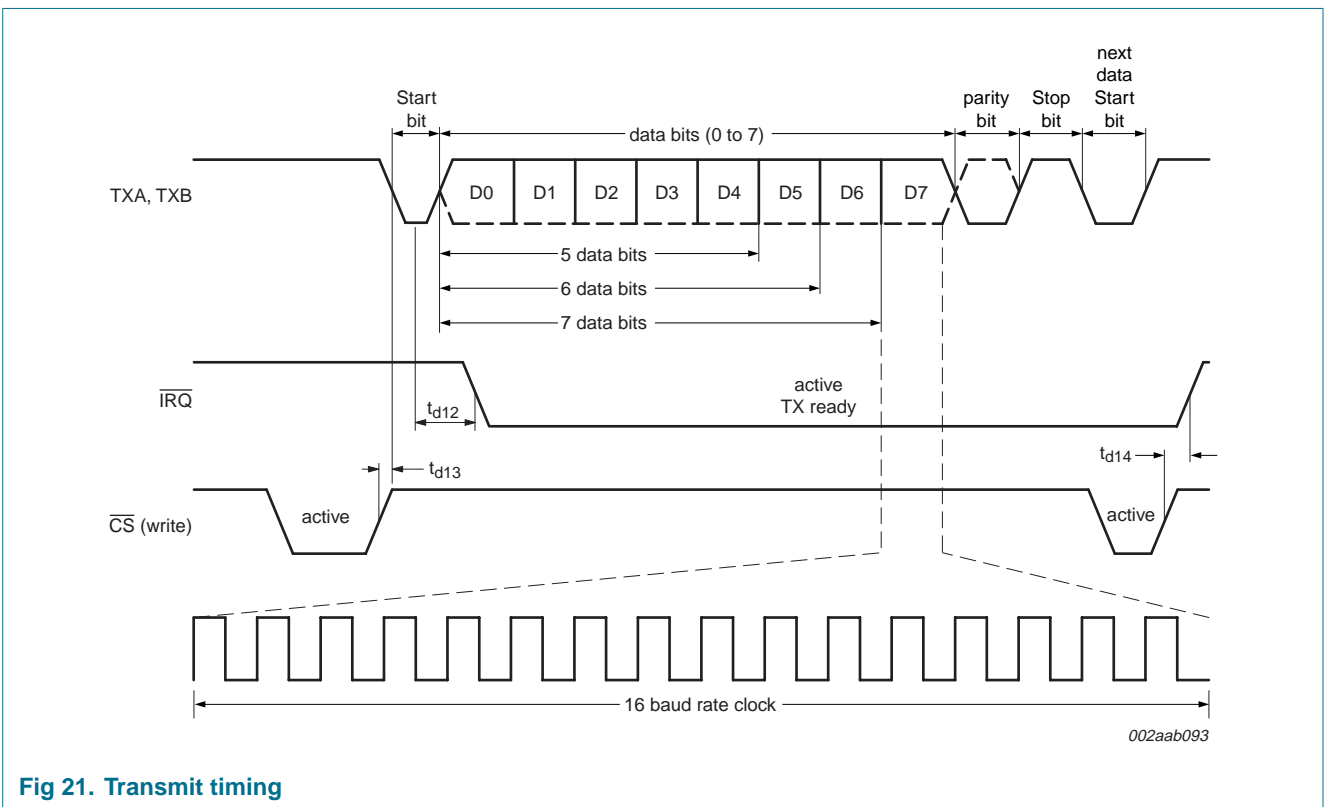 next
data
Start
bit
Start
bit
parity
bit
Stop
bit
data bits (0 to 7)
TXA, TXB
D0 D1 D2 D3 D4 D5 D6 D7
5 data bits
6 data bits
7 data bits
IRQ
active
TX ready
td12
td14
td13
CS (write)
active
active
16 baud rate clock
002aab093
Fig 21. Transmit timing